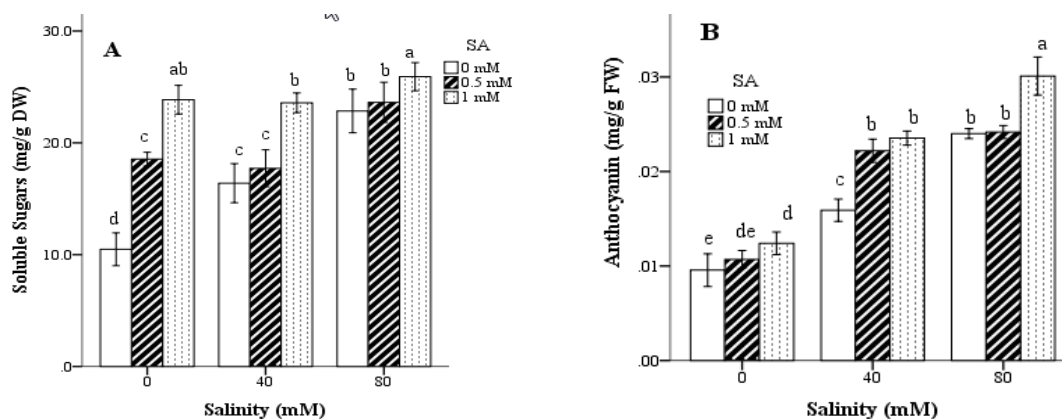 A
Soluble Sugars (mg/g DW)
30.0
20.0
10.0
.0
d
c
ab
c
c
b
b
b
a
SA
0 mM
0.5 mM
1 mM
0
40
80
Salinity (mM)
B
Anthocyanin (mg/g FW)
.03
.02
.01
.00
SA
0 mM
0.5 mM
1 mM
e
de
d
c
b
b
b
b
a
0
40
80
Salinity (mM)